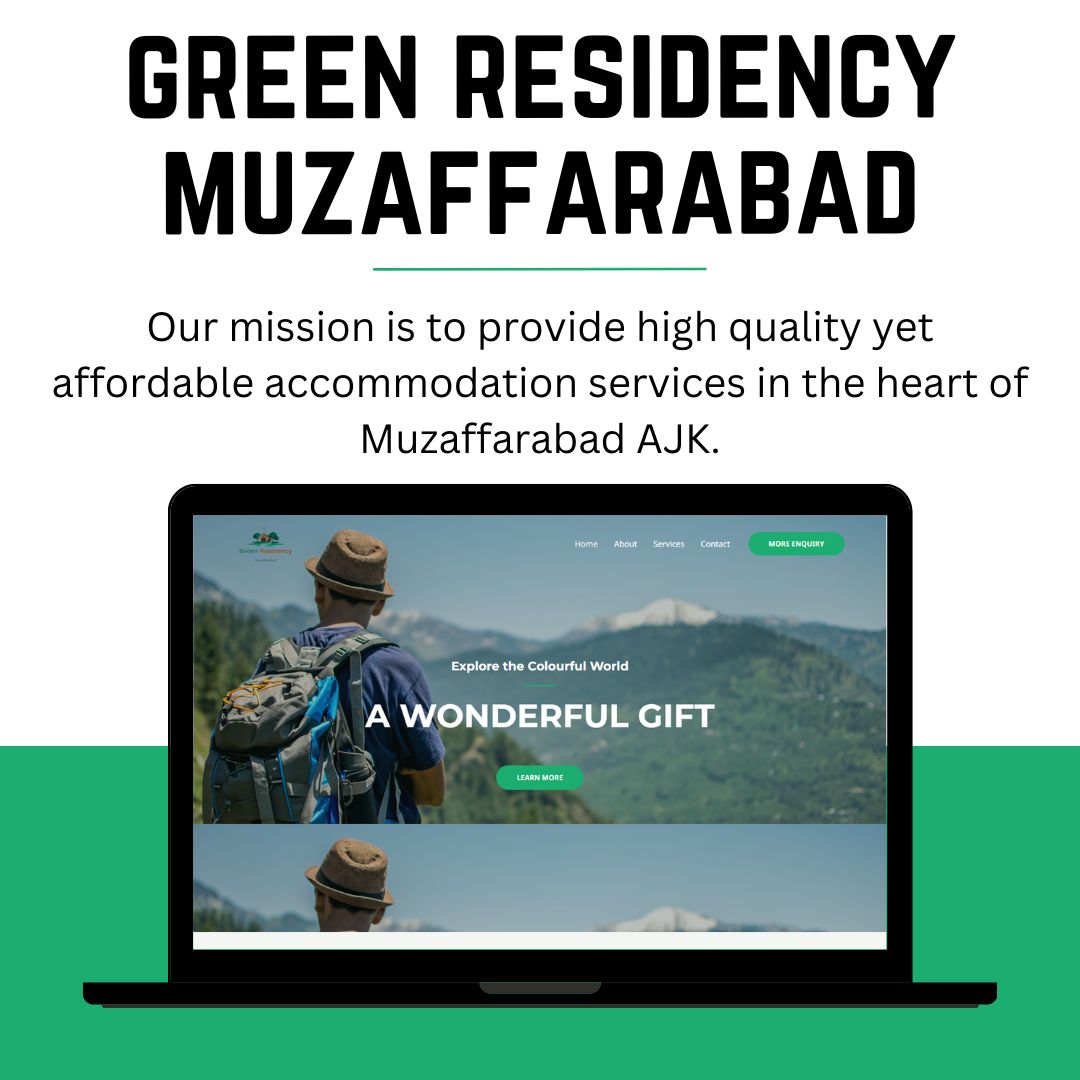 GREEN RESIDENCY
MUZAFFARABAD
Our mission is to provide high quality yet
affordable accommodation services in the heart of
Muzaffarabad AJK.
Green Residency
Home About Services Contact MORE ENQUIRY
Explore the Colourful World
A WONDERFUL GIFT
LEARN MORE